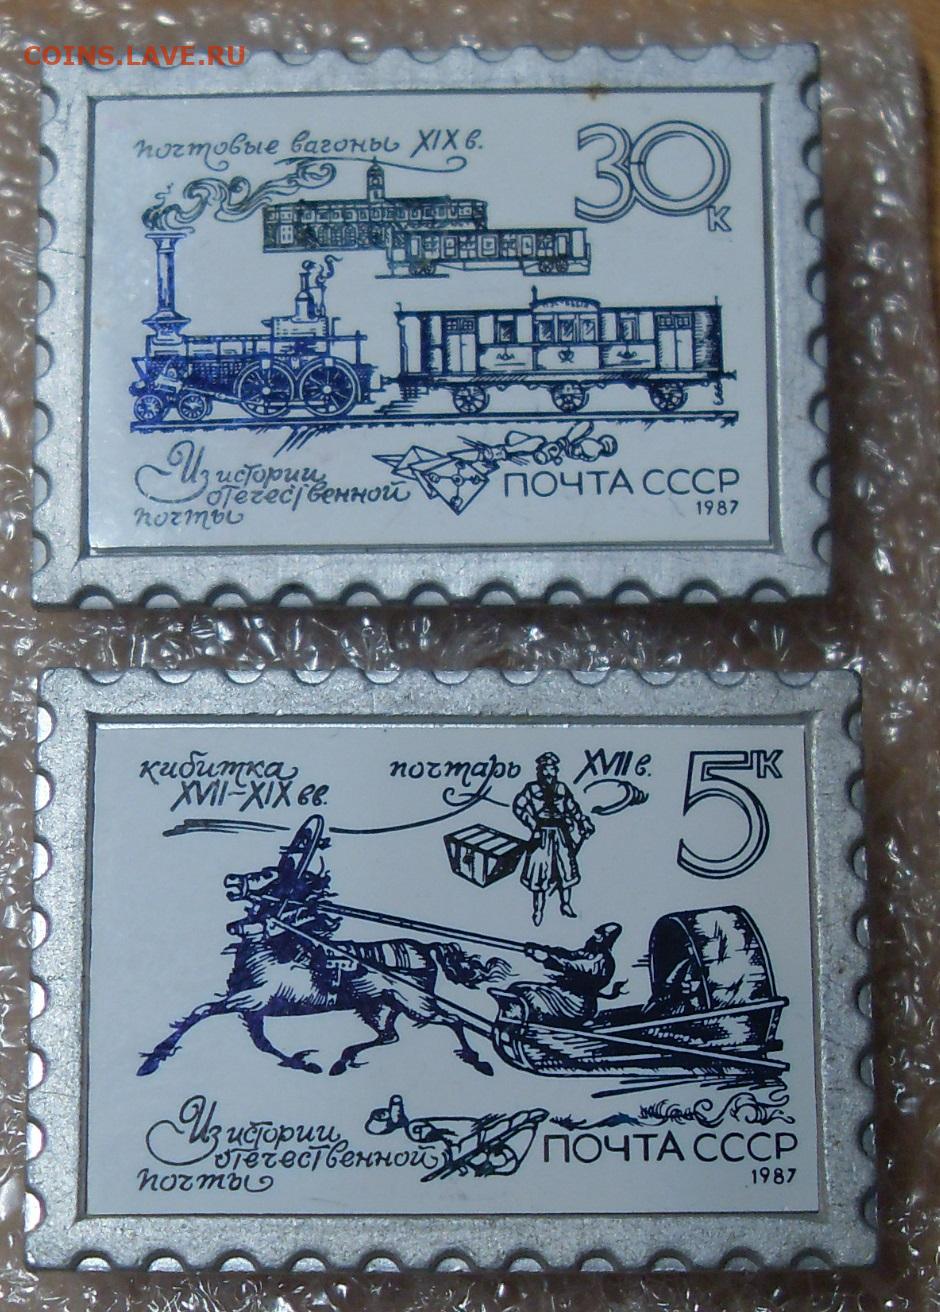 COINS.LAVE.RU
почтовые вагоны XIX в.
30
к
Из истории
отечественной
почты
ПОЧТА СССР
1987
кибитка
XVII-XIX вв.
почтарь XVII в.
5 к
Из истории
отечественной
почты
ПОЧТА СССР
1987